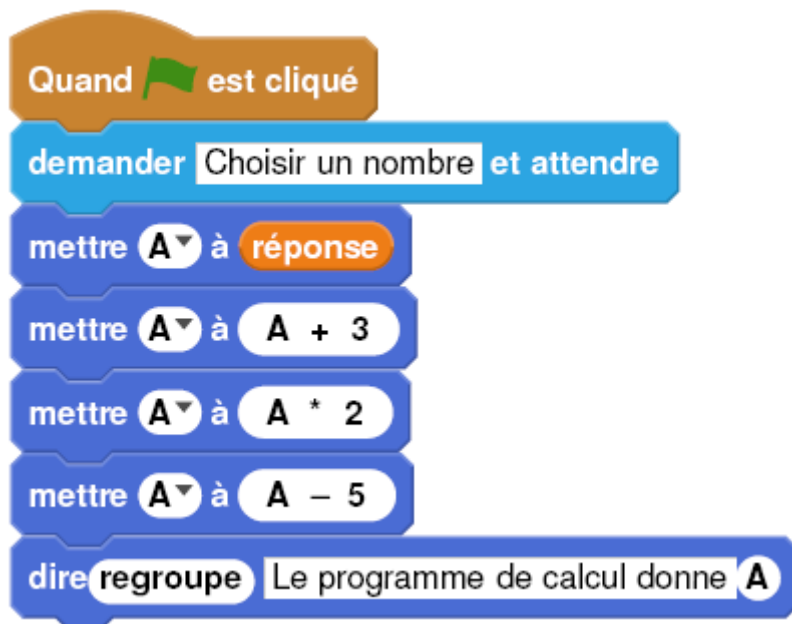 Quand est cliqué
demander Choisir un nombre et attendre
mettre A à réponse
mettre A à A + 3
mettre A à A * 2
mettre A à A – 5
dire regroupe Le programme de calcul donne A